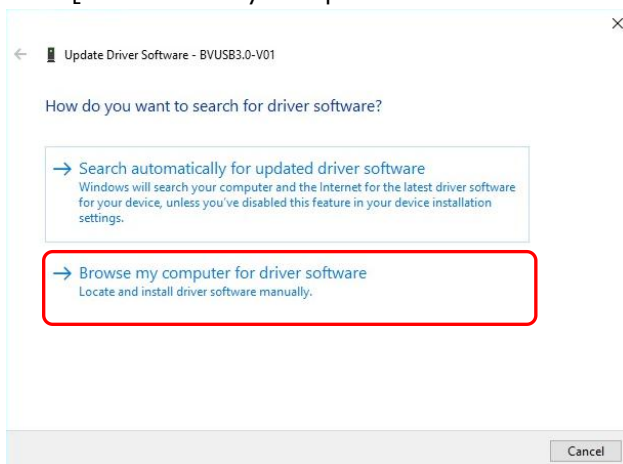 Update Driver Software - BVUSB3.0-V01
How do you want to search for driver software?
Search automatically for updated driver software
Windows will search your computer and the Internet for the latest driver software
for your device, unless you've disabled this feature in your device installation
settings.
Browse my computer for driver software
Locate and install driver software manually.
Cancel